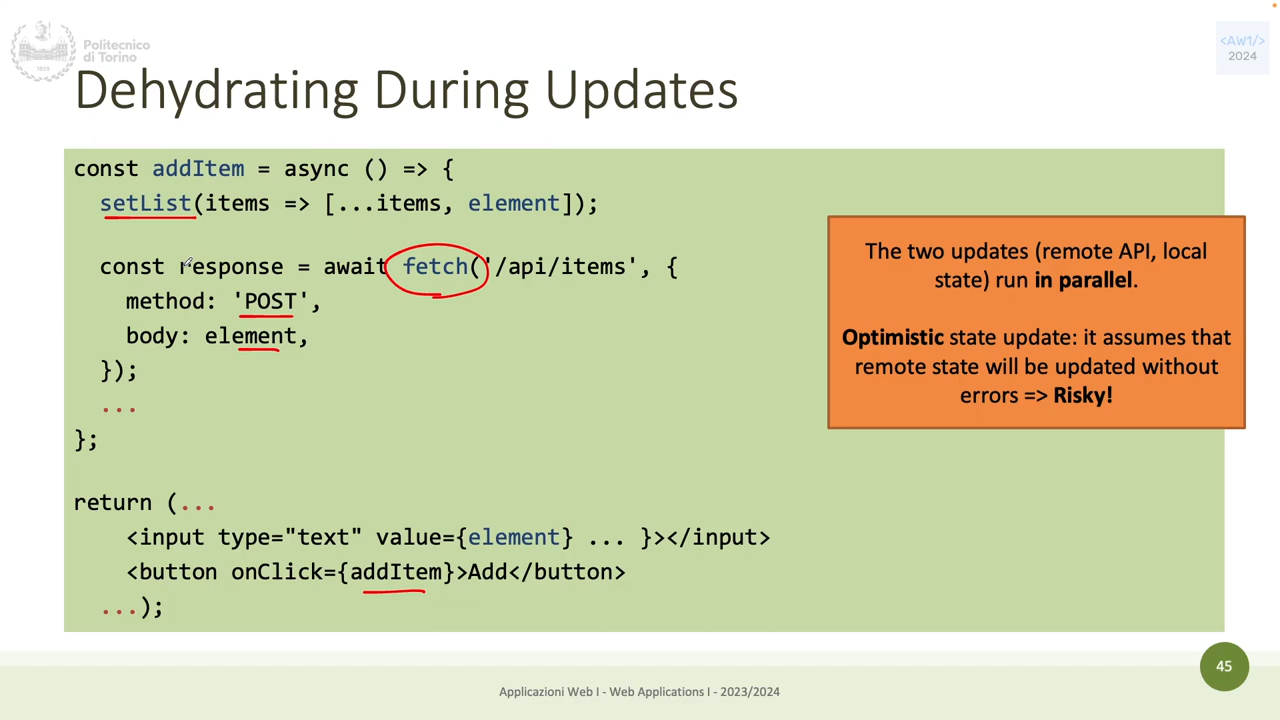 Politecnico
di Torino
1859
<AW1/>
2024
Dehydrating During Updates
const addItem = async () => {
setList(items => [...items, element]);
const response = await fetch('/api/items', {
method: 'POST',
body: element,
});
...
};
return (...
<input type="text" value={element} ... }></input>
<button onClick={addItem}>Add</button>
...);
The two updates (remote API, local
state) run in parallel.
Optimistic state update: it assumes that
remote state will be updated without
errors => Risky!
45
Applicazioni Web I - Web Applications I - 2023/2024